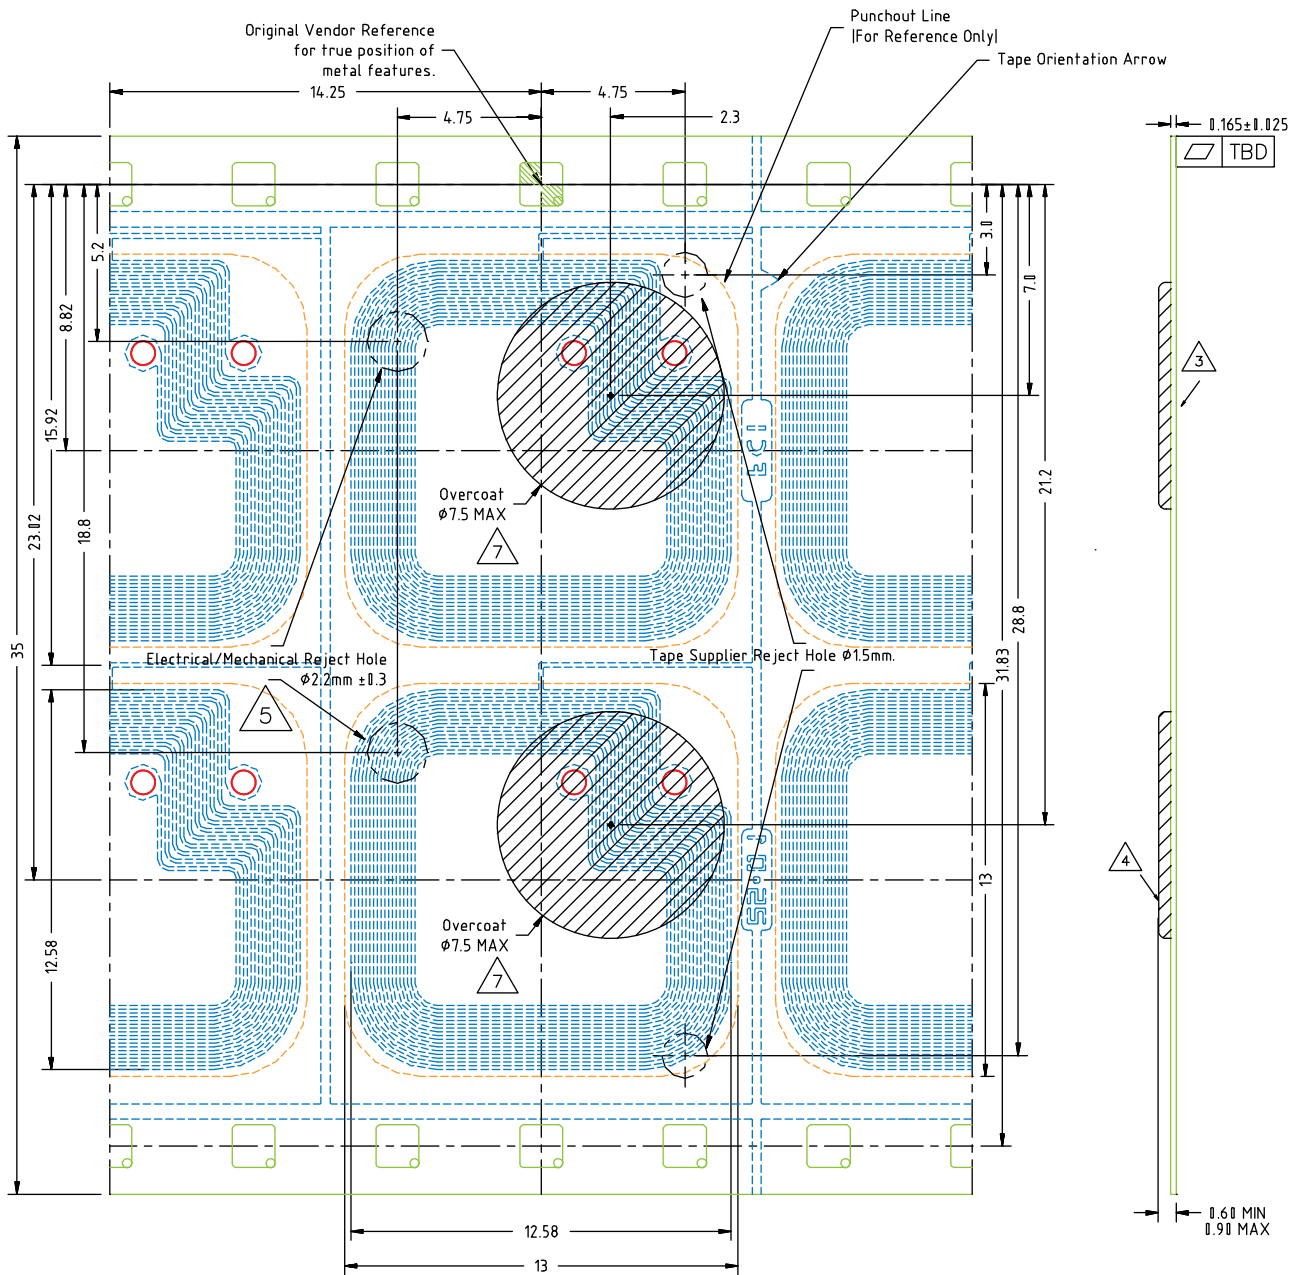 Original Vendor Reference
for true position of
metal features.
Punchout Line
|For Reference Only|
Tape Orientation Arrow
14.25
4.75
4.75
2.3
0.165±0.025
TBD
5.2
8.82
15.92
18.8
23.02
35
3.0
7.0
21.2
28.8
31.83
3
ECI
Overcoat
ø7.5 MAX
7
Electrical/Mechanical Reject Hole
ø2.2mm ±0.3
5
Tape Supplier Reject Hole ø1.5mm.
4
13
12.58
Overcoat
ø7.5 MAX
7
12.58
13
0.60 MIN
0.90 MAX